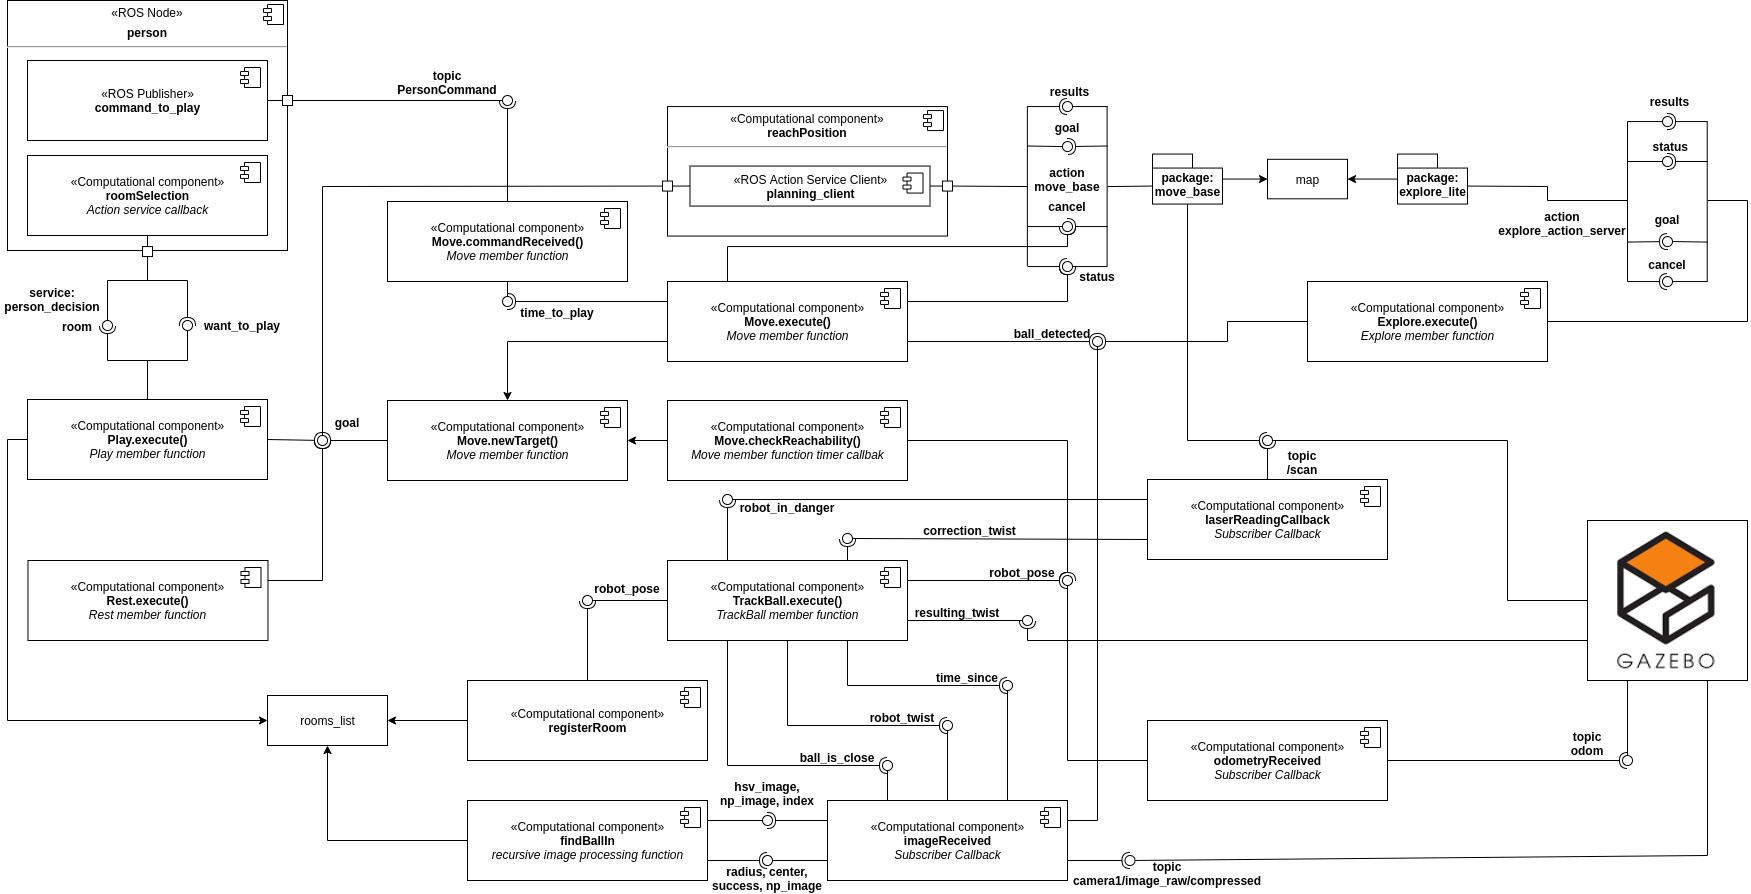 «ROS Node»
person
«ROS Publisher»
command_to_play
«Computational component»
roomSelection
Action service callback
topic
PersonCommand
«Computational component»
reachPosition
«ROS Action Service Client»
planning_client
results
goal
action
move_base
cancel
status
package:
move_base
map
package:
explore_lite
action
explore_action_server
results
status
goal
cancel
«Computational component»
Move.commandReceived()
Move member function
time_to_play
«Computational component»
Move.execute()
Move member function
ball_detected
«Computational component»
Explore.execute()
Explore member function
service:
person_decision
room
want_to_play
«Computational component»
Play.execute()
Play member function
goal
«Computational component»
Move.newTarget()
Move member function
«Computational component»
Move.checkReachability()
Move member function timer callbak
topic
/scan
«Computational component»
laserReadingCallback
Subscriber Callback
robot_in_danger
correction_twist
«Computational component»
Rest.execute()
Rest member function
robot_pose
«Computational component»
TrackBall.execute()
TrackBall member function
robot_pose
resulting_twist
GAZEBO
time_since
robot_twist
ball_is_close
rooms_list
«Computational component»
registerRoom
«Computational component»
odometryReceived
Subscriber Callback
topic
odom
hsv_image,
np_image, index
«Computational component»
findBallIn
recursive image processing function
radius, center,
success, np_image
«Computational component»
imageReceived
Subscriber Callback
topic
camera1/image_raw/compressed